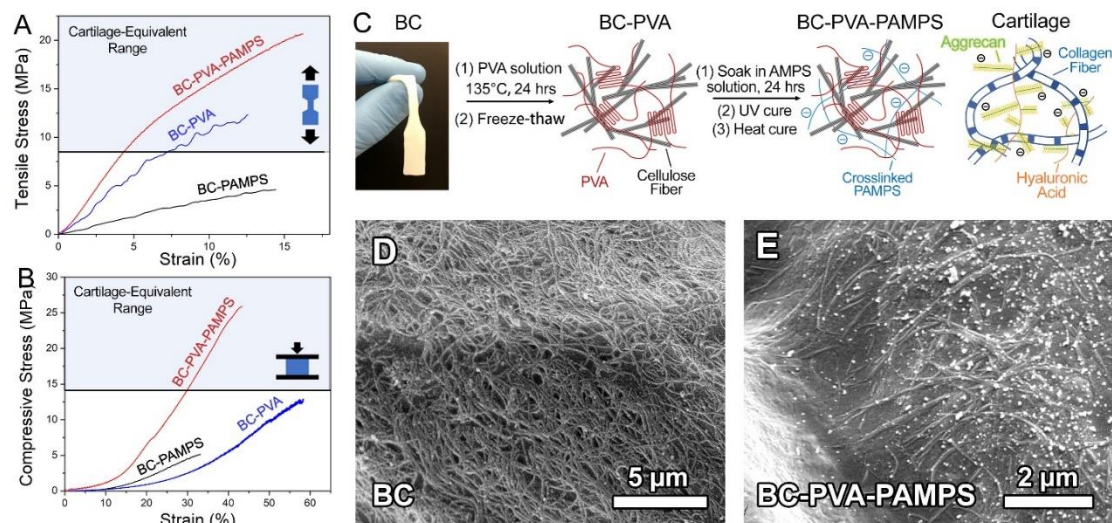 A
Cartilage-Equivalent
Range
BC-PVA-PAMPS
BC-PVA
BC-PAMPS
Tensile Stress (MPa)
25
20
15
10
5
0
0 5 10 15
Strain (%)
B
Cartilage-Equivalent
Range
BC-PVA-PAMPS
BC-PAMPS
BC-PVA
Compressive Stress (MPa)
30
25
20
15
10
5
0
0 10 20 30 40 50 60
Strain (%)
C
BC
(1) PVA solution
135°C, 24 hrs
(2) Freeze-thaw
BC-PVA
PVA
Cellulose
Fiber
(1) Soak in AMPS
solution, 24 hrs
(2) UV cure
(3) Heat cure
BC-PVA-PAMPS
Crosslinked
PAMPS
Cartilage
Aggrecan
Collagen
Fiber
Hyaluronic
Acid
D
BC
5 μm
E
BC-PVA-PAMPS
2 μm